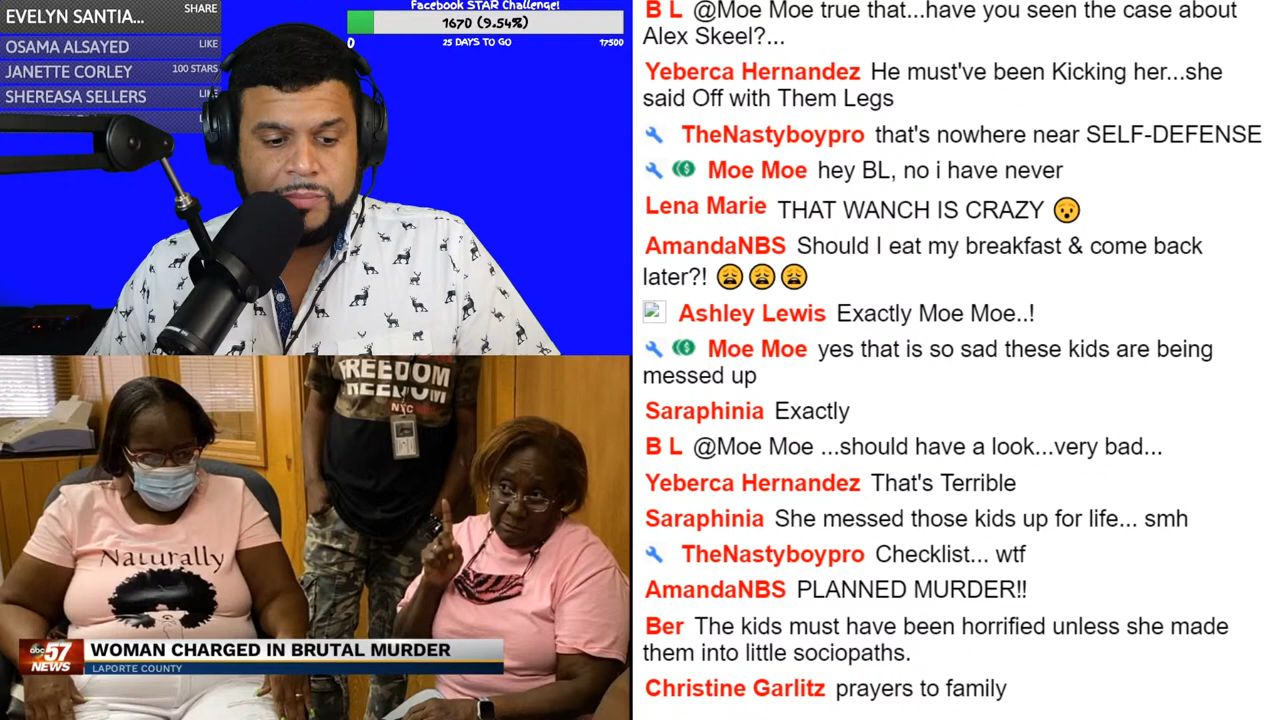 EVELYN SANTIA...
SHARE
OSAMA ALSAYED
LIKE
JANETTE CORLEY
100 STARS
SHEREASA SELLERS
Facebook STAR Challenge!
1670 (9.54%)
0
25 DAYS TO GO
17500
FREEDOM
FREEDOM
NYC
Naturally
abc 57
NEWS
WOMAN CHARGED IN BRUTAL MURDER
LAPORTE COUNTY
B L @Moe Moe true that...have you seen the case about
Alex Skeel?...
Yeberca Hernandez He must've been Kicking her...she
said Off with Them Legs
TheNastyboypro that's nowhere near SELF-DEFENSE
Moe Moe hey BL, no i have never
Lena Marie THAT WANCH IS CRAZY 😯
AmandaNBS Should I eat my breakfast & come back
later?! 😩😩😩
Ashley Lewis Exactly Moe Moe..!
Moe Moe yes that is so sad these kids are being
messed up
Saraphinia Exactly
B L @Moe Moe ...should have a look...very bad...
Yeberca Hernandez That's Terrible
Saraphinia She messed those kids up for life... smh
TheNastyboypro Checklist... wtf
AmandaNBS PLANNED MURDER!!
Ber The kids must have been horrified unless she made
them into little sociopaths.
Christine Garlitz prayers to family